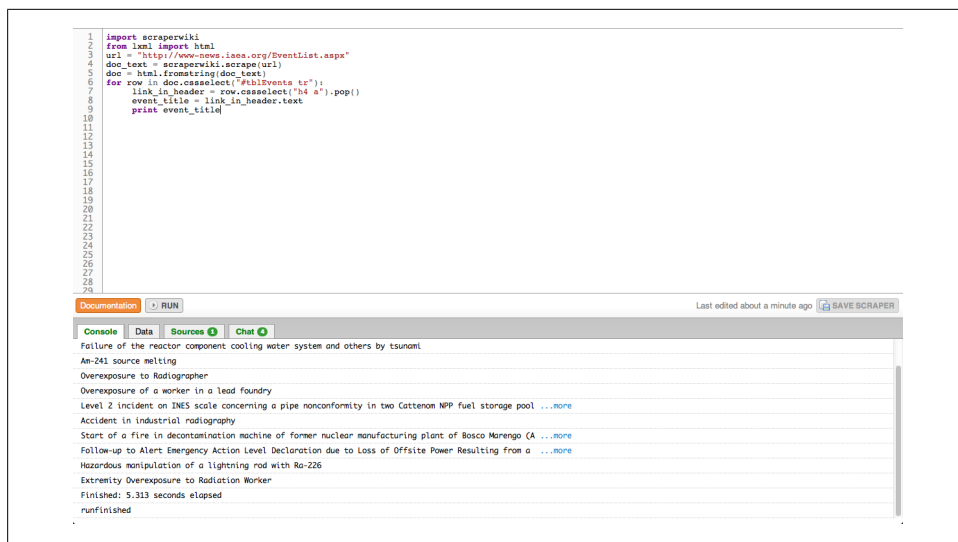 1 import scraperwiki
2 from lxml import html
3 url = "http://www-news.iaea.org/EventList.aspx"
4 doc_text = scraperwiki.scrape(url)
5 doc = html.fromstring(doc_text)
6 for row in doc.cssselect("#tblEvents tr"):
7 link_in_header = row.cssselect("h4 a").pop()
8 event_title = link_in_header.text
9 print event_title
10
11
12
13
14
15
16
17
18
19
20
21
22
23
24
25
26
27
28
29
Documentation RUN Last edited about a minute ago SAVE SCRAPER
Console Data Sources 1 Chat 4
Failure of the reactor component cooling water system and others by tsunami
Am-241 source melting
Overexposure to Radiographer
Overexposure of a worker in a lead foundry
Level 2 incident on INES scale concerning a pipe nonconformity in two Cattenom NPP fuel storage pool ...more
Accident in industrial radiography
Start of a fire in decontamination machine of former nuclear manufacturing plant of Bosco Marengo (A ...more
Follow-up to Alert Emergency Action Level Declaration due to Loss of Offsite Power Resulting from a ...more
Hazardous manipulation of a lightning rod with Ra-226
Extremity Overexposure to Radiation Worker
Finished: 5.313 seconds elapsed
runfinished